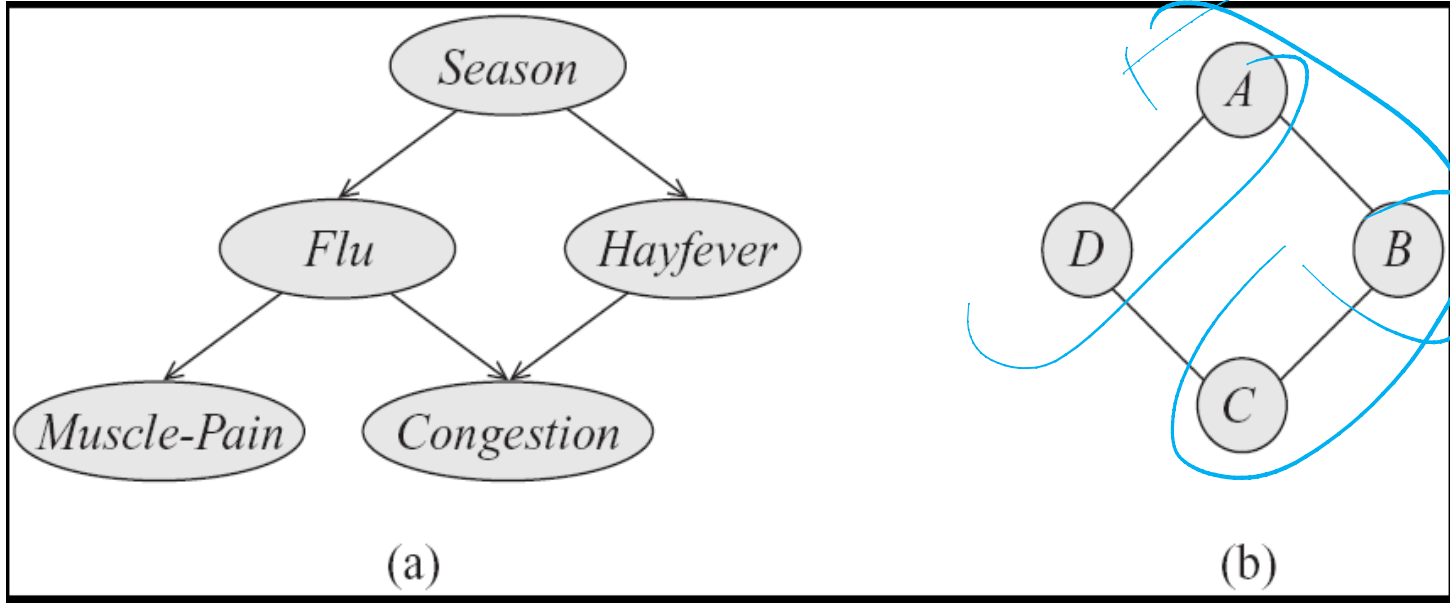 Season
A
Flu
Hayfever
D
B
Muscle-Pain
Congestion
C
(a)
(b)